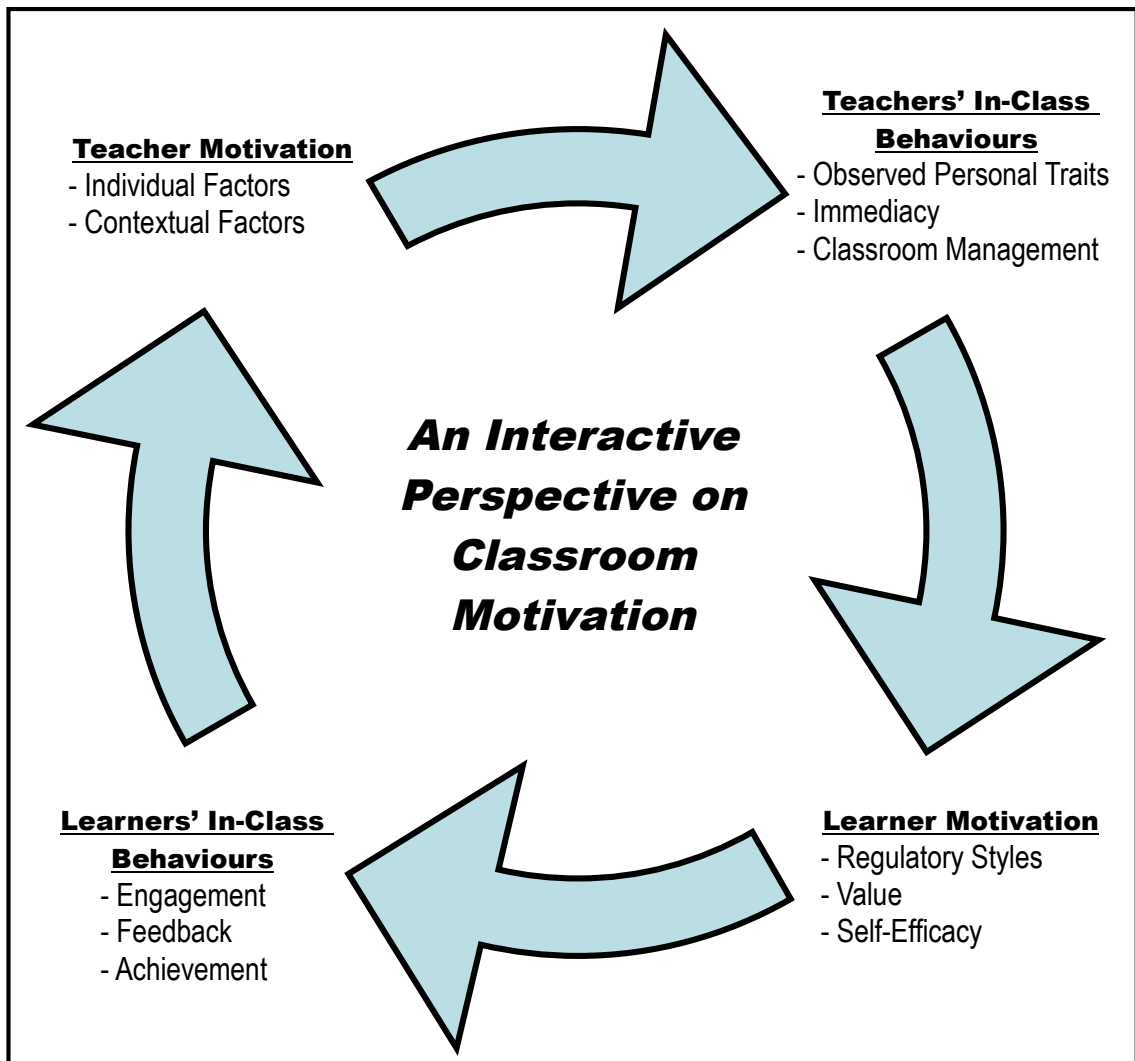 Teacher Motivation
- Individual Factors
- Contextual Factors
Teachers’ In-Class
Behaviours
- Observed Personal Traits
- Immediacy
- Classroom Management
An Interactive
Perspective on
Classroom
Motivation
Learners’ In-Class
Behaviours
- Engagement
- Feedback
- Achievement
Learner Motivation
- Regulatory Styles
- Value
- Self-Efficacy